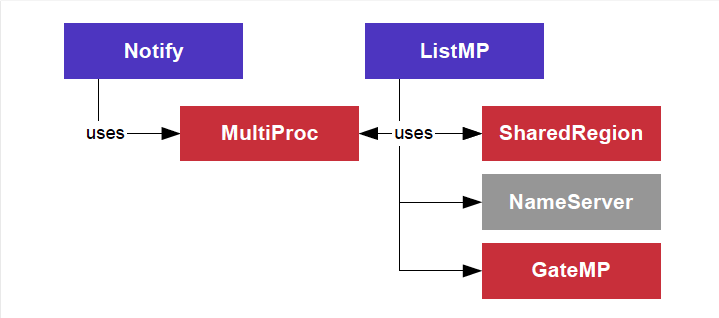 Notify
ListMP
uses
MultiProc
uses
SharedRegion
NameServer
GateMP